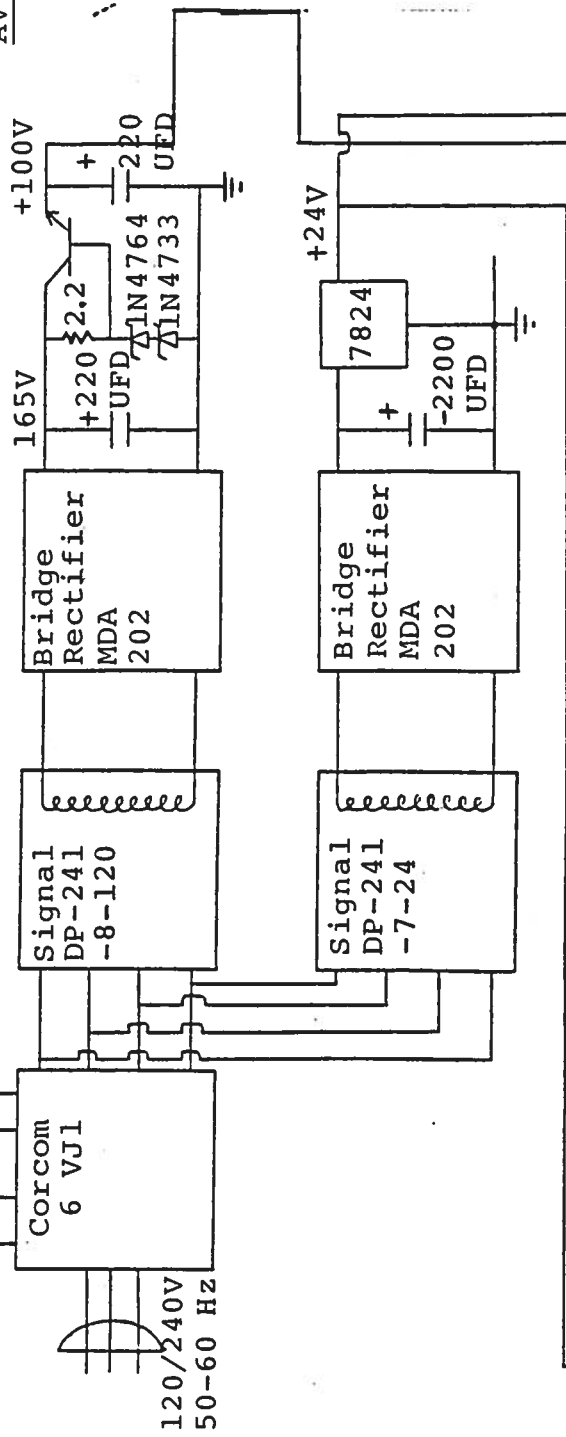 AV
+100V
+
220
UFD
1N4764
1N4733
2.2
165V
+220
UFD
Bridge
Rectifier
MDA
202
Signal
DP-241
-8-120
Corcom
6 VJ1
120/240V
50-60 Hz
+24V
7824
+
-2200
UFD
Bridge
Rectifier
MDA
202
Signal
DP-241
-7-24